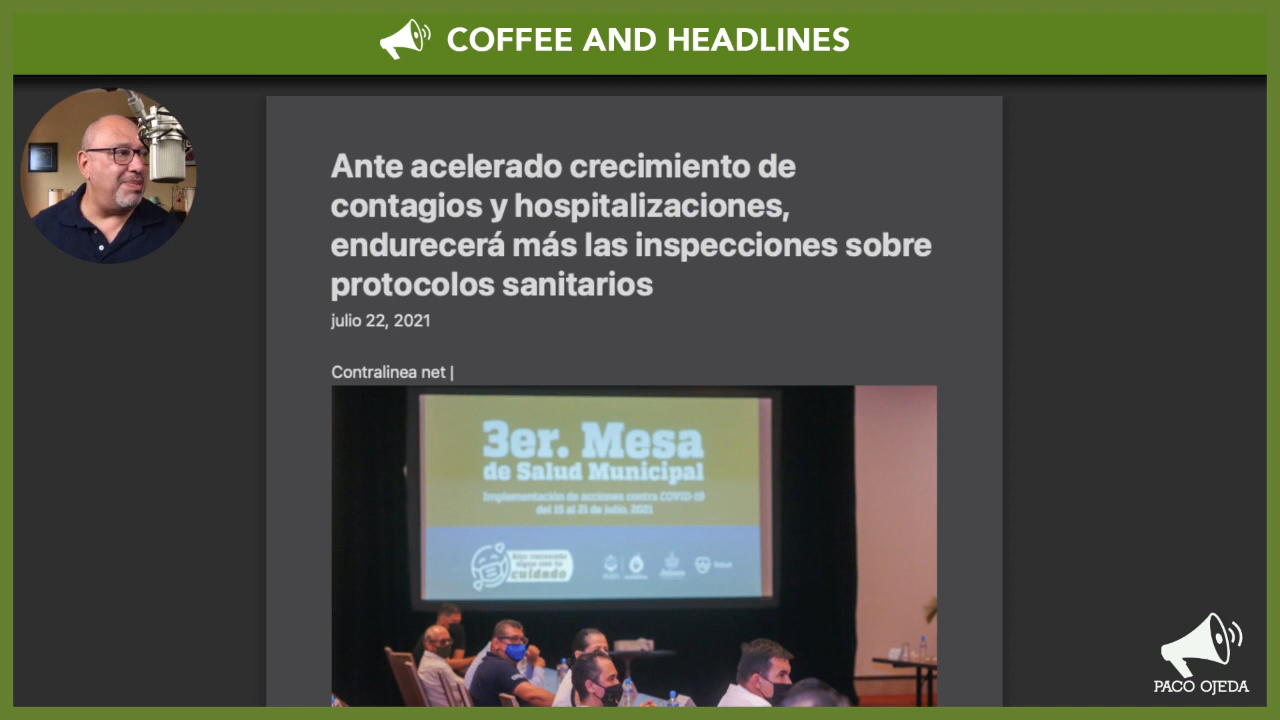 COFFEE AND HEADLINES
Ante acelerado crecimiento de
contagios y hospitalizaciones,
endurecerá más las inspecciones sobre
protocolos sanitarios
julio 22, 2021
Contralinea net |
3er. Mesa
de Salud Municipal
Implementación de acciones contra COVID-19
del 15 al 21 de julio, 2021
cuidado
Salud
PACO OJEDA